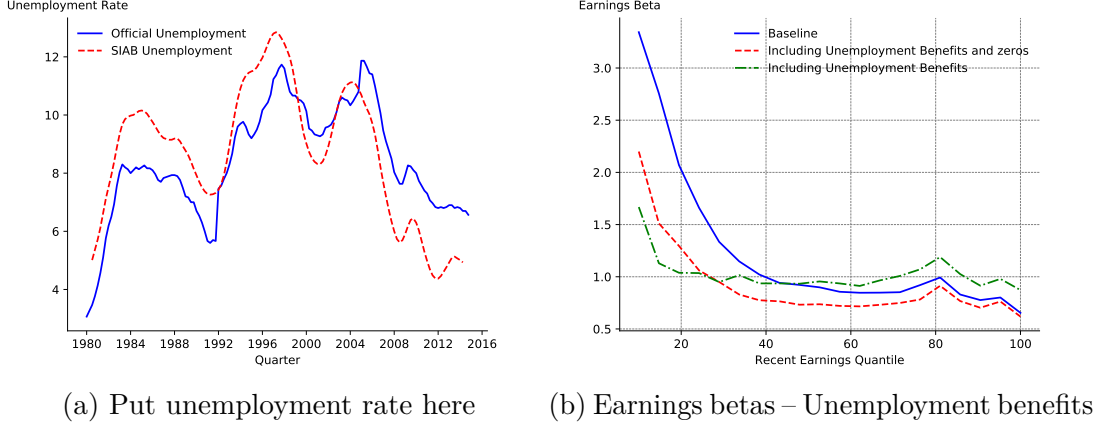 Unemployment Rate
Official Unemployment
SIAB Unemployment
12
10
8
6
4
1980 1984 1988 1992 1996 2000 2004 2008 2012 2016
Quarter
(a) Put unemployment rate here
Earnings Beta
Baseline
Including Unemployment Benefits and zeros
Including Unemployment Benefits
3.0
2.5
2.0
1.5
1.0
0.5
20 40 60 80 100
Recent Earnings Quantile
(b) Earnings betas – Unemployment benefits